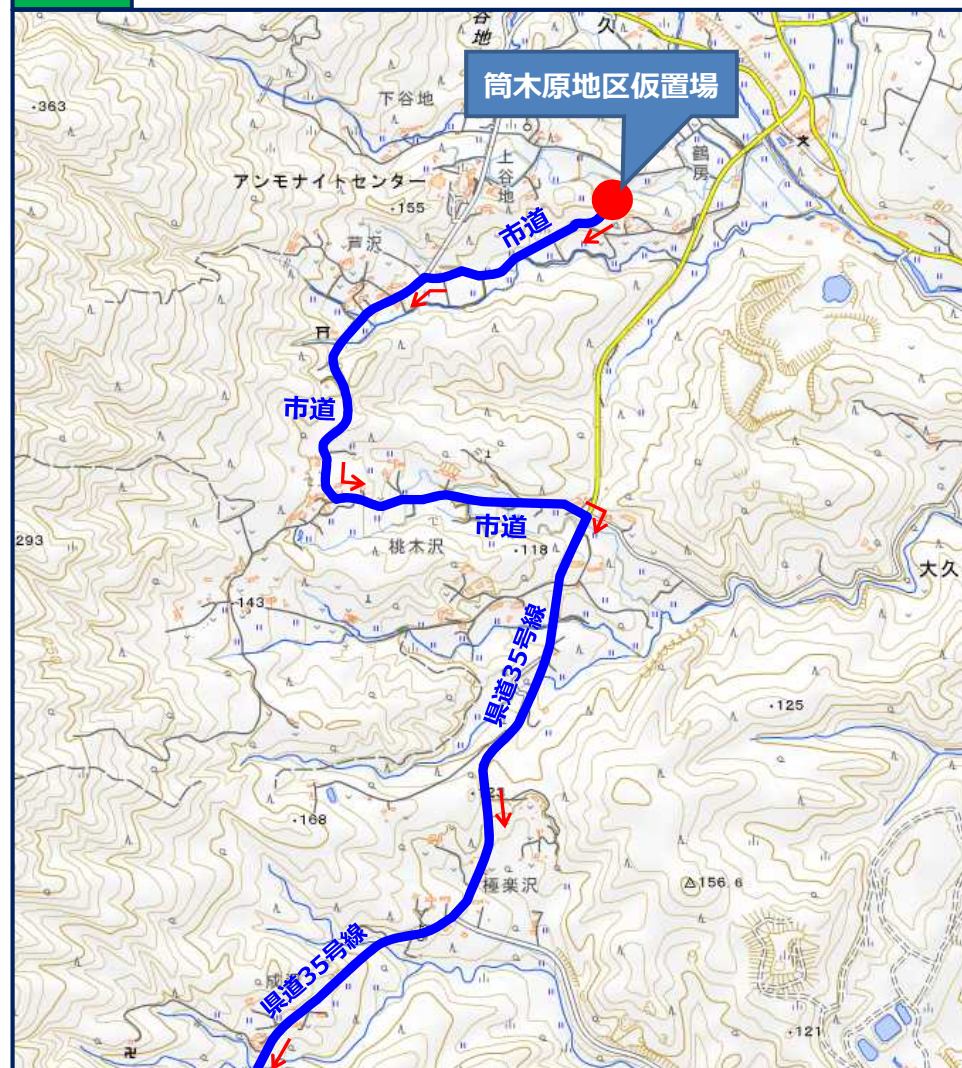 谷地
久
筒木原地区仮置場
・363
下谷地
鶴房
上谷地
アンモナイトセンター
・155
市道
芦沢
市道
市道
桃木沢
・118
293
大久
・143
県道35号線
・125
・168
極楽沢
△156.6
県道35号線
・121